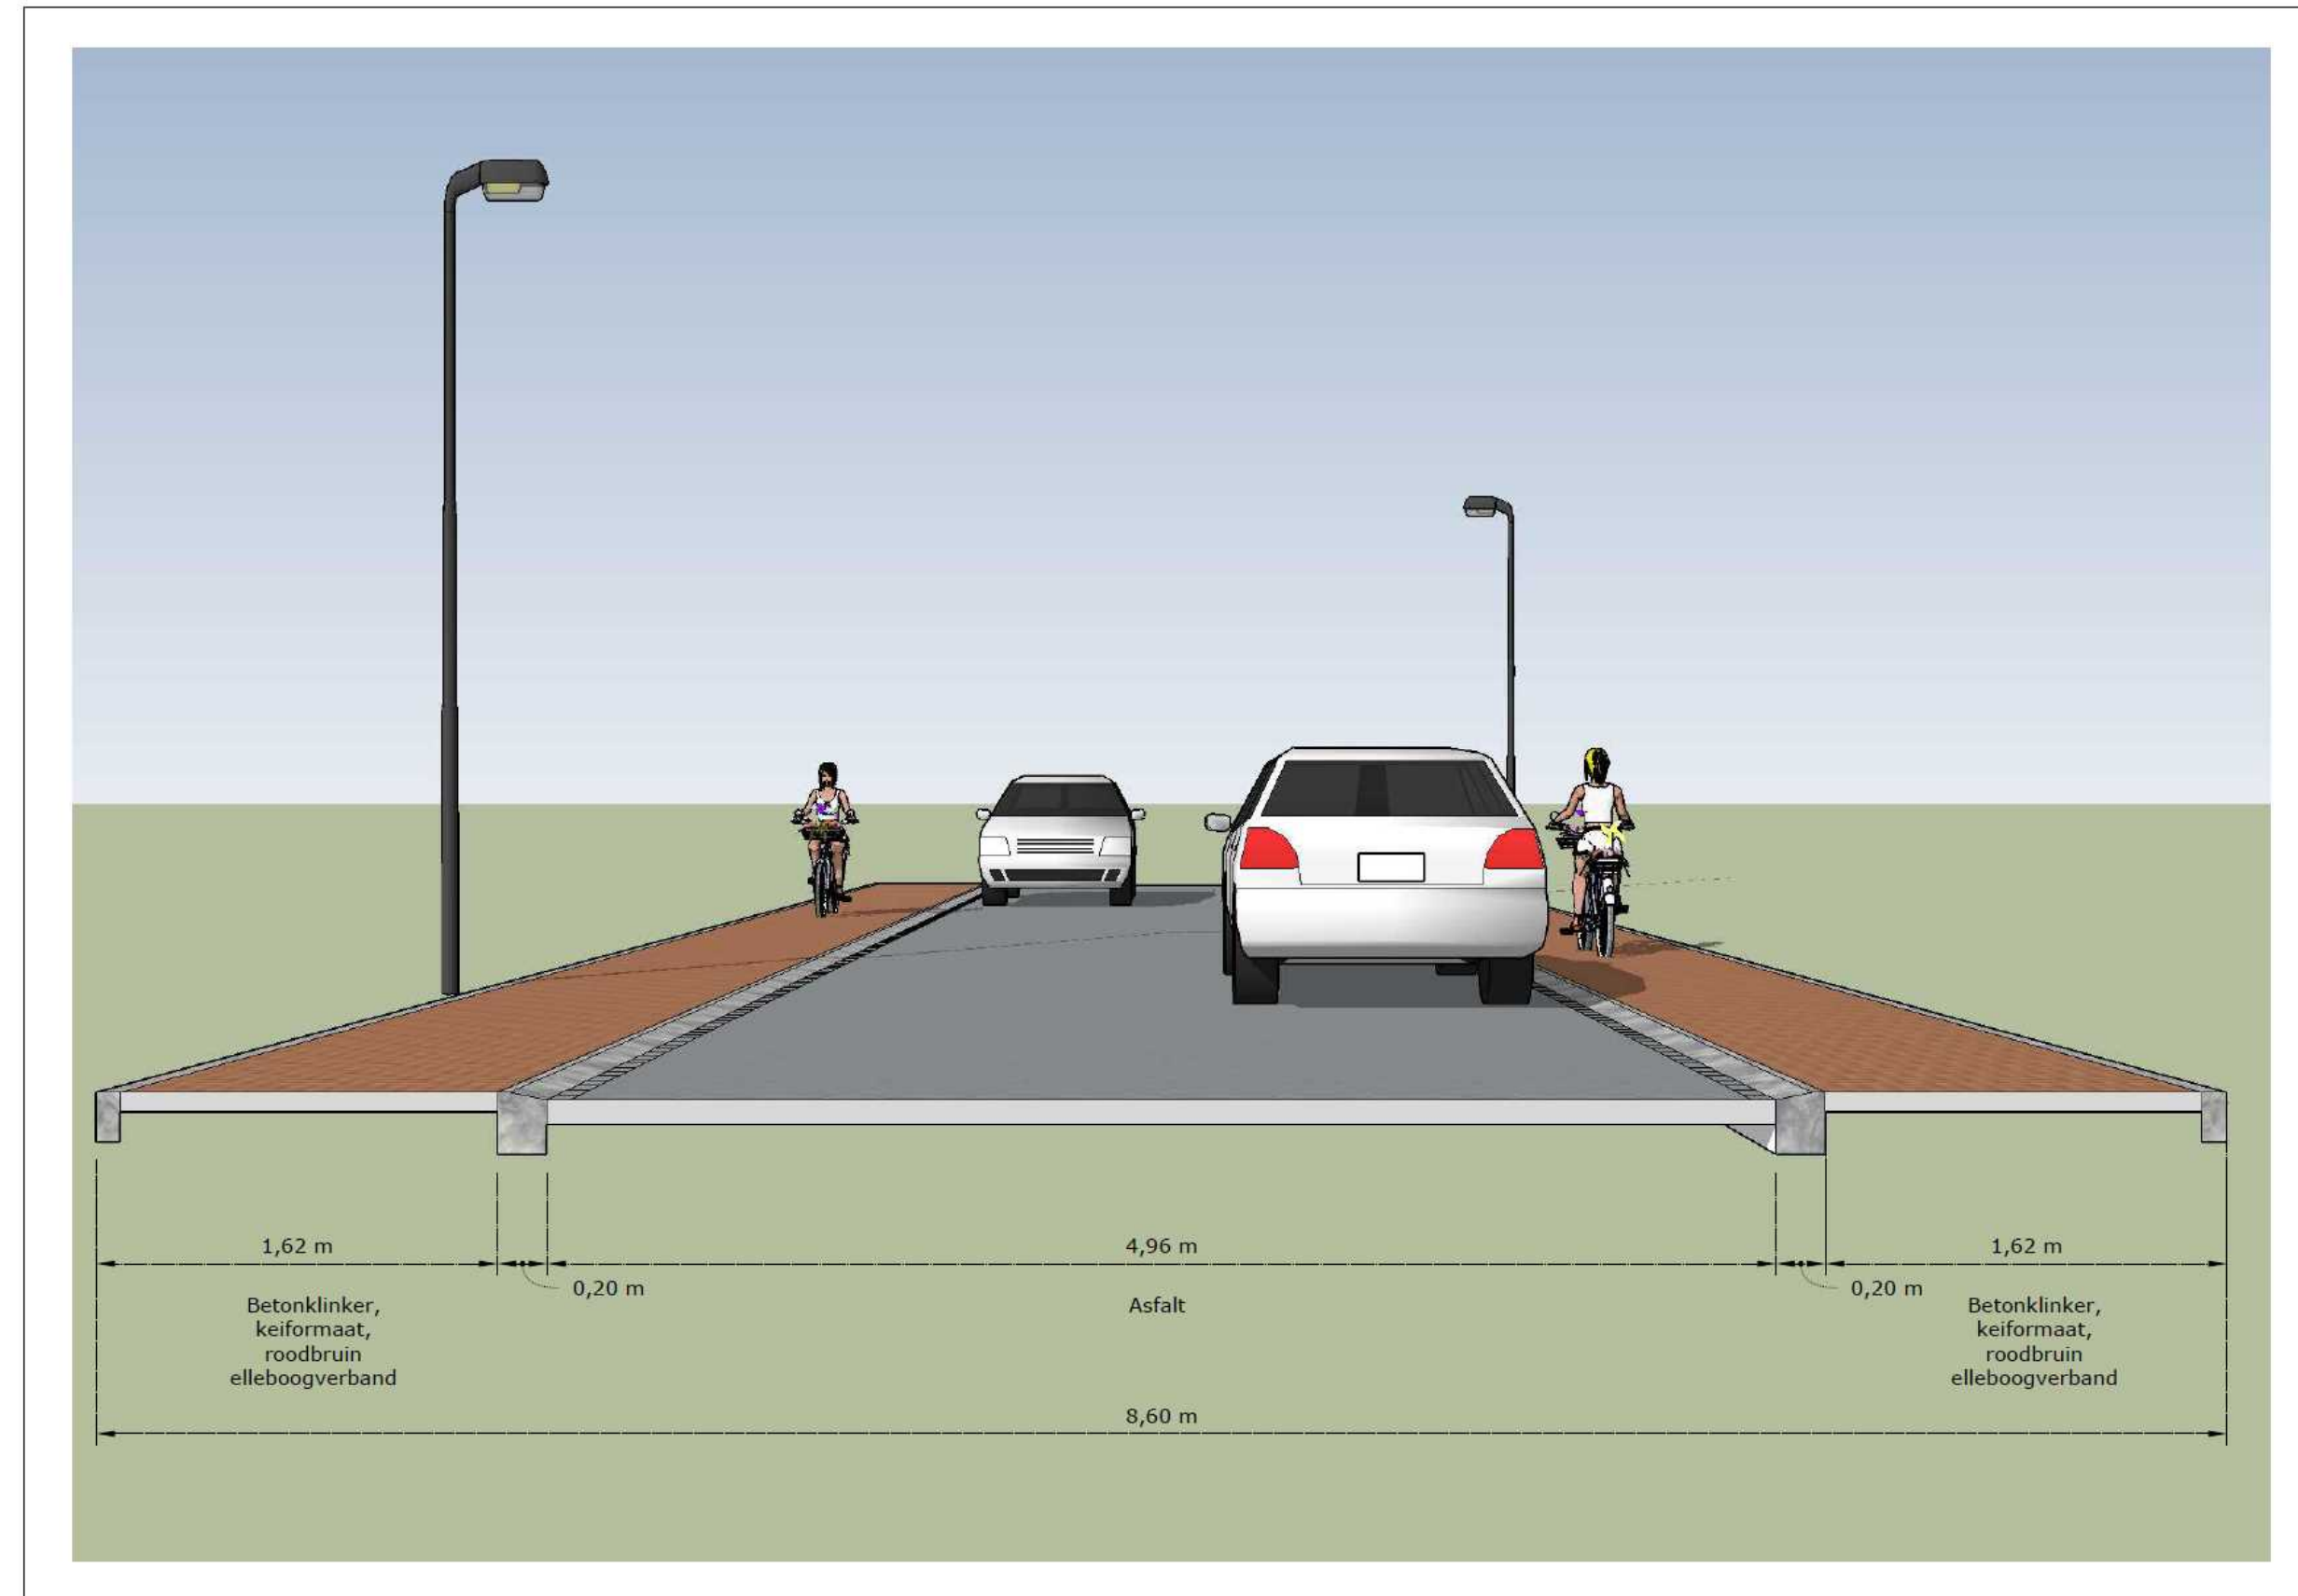 1,62 m
4,96 m
1,62 m
0,20 m
0,20 m
Betonklinker,
keiformaat,
roodbruin
elleboogverband
Asfalt
Betonklinker,
keiformaat,
roodbruin
elleboogverband
8,60 m